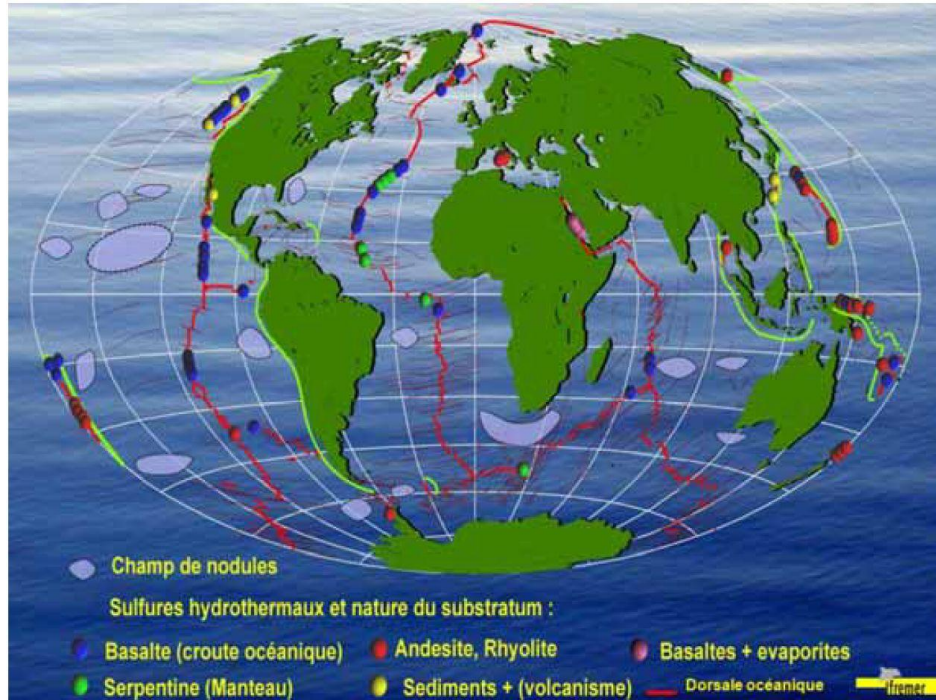 Champ de nodules
Sulfures hydrothermaux et nature du substratum :
Basalte (croute océanique)
Andesite, Rhyolite
Basaltes + evaporites
Serpentine (Manteau)
Sediments + (volcanisme)
Dorsale océanique
ifremer